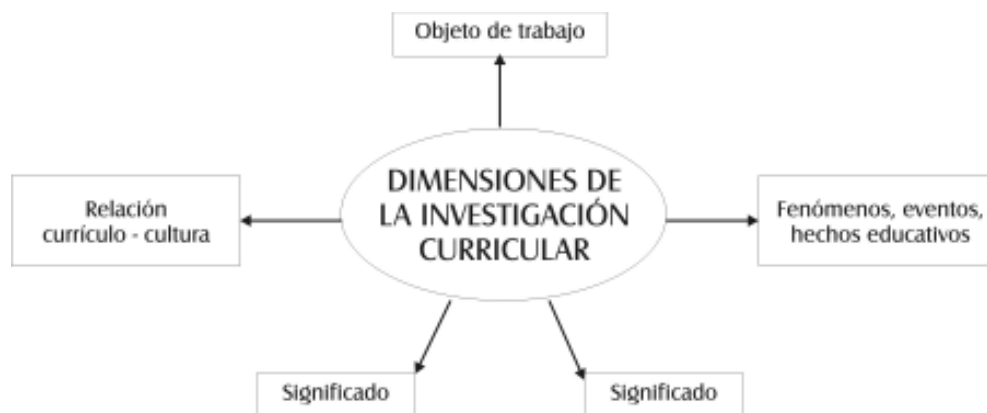 Objeto de trabajo
DIMENSIONES DE
LA INVESTIGACIÓN
CURRICULAR
Relación
currículo - cultura
Fenómenos, eventos,
hechos educativos
Significado
Significado